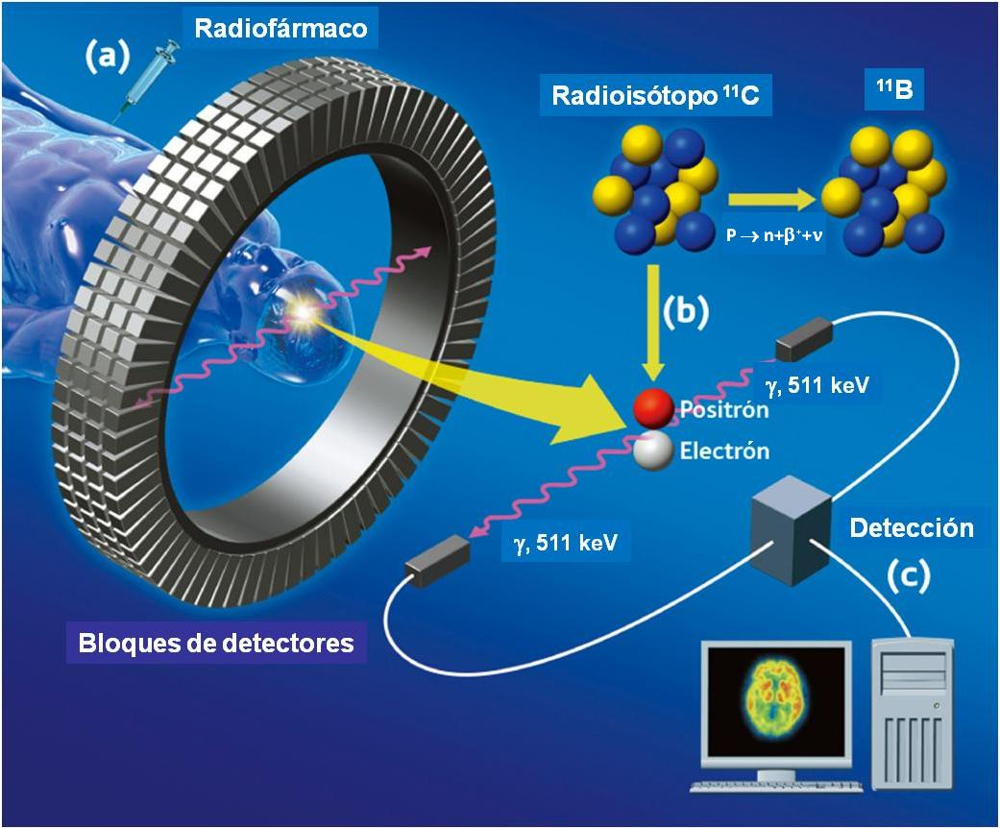 (a)
Radiofármaco
Radioisótopo ¹¹C
¹¹B
P → n+β⁺+ν
(b)
γ, 511 keV
Positrón
Electrón
γ, 511 keV
Detección
(c)
Bloques de detectores